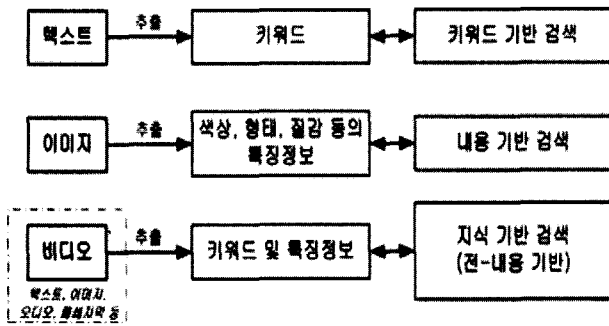 텍스트
추출
키워드
키워드 기반 검색
이미지
추출
색상, 형태, 질감 등의
특징정보
내용 기반 검색
비디오
추출
키워드 및 특징정보
지식 기반 검색
(전-내용 기반)
텍스트, 이미지,
오디오, 폐쇄자막 등